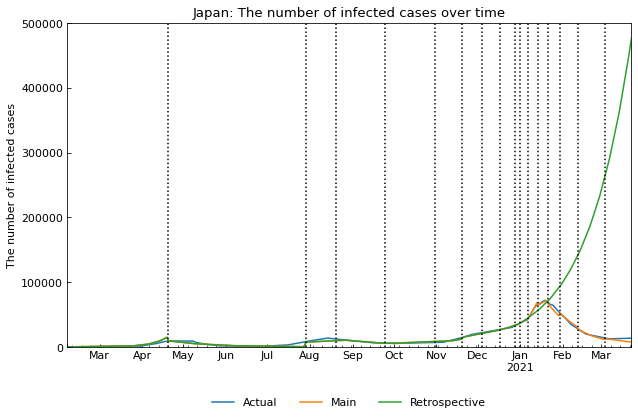 Japan: The number of infected cases over time
500000
400000
300000
200000
100000
0
The number of infected cases
Mar Apr May Jun Jul Aug Sep Oct Nov Dec Jan Feb Mar
2021
Actual Main Retrospective